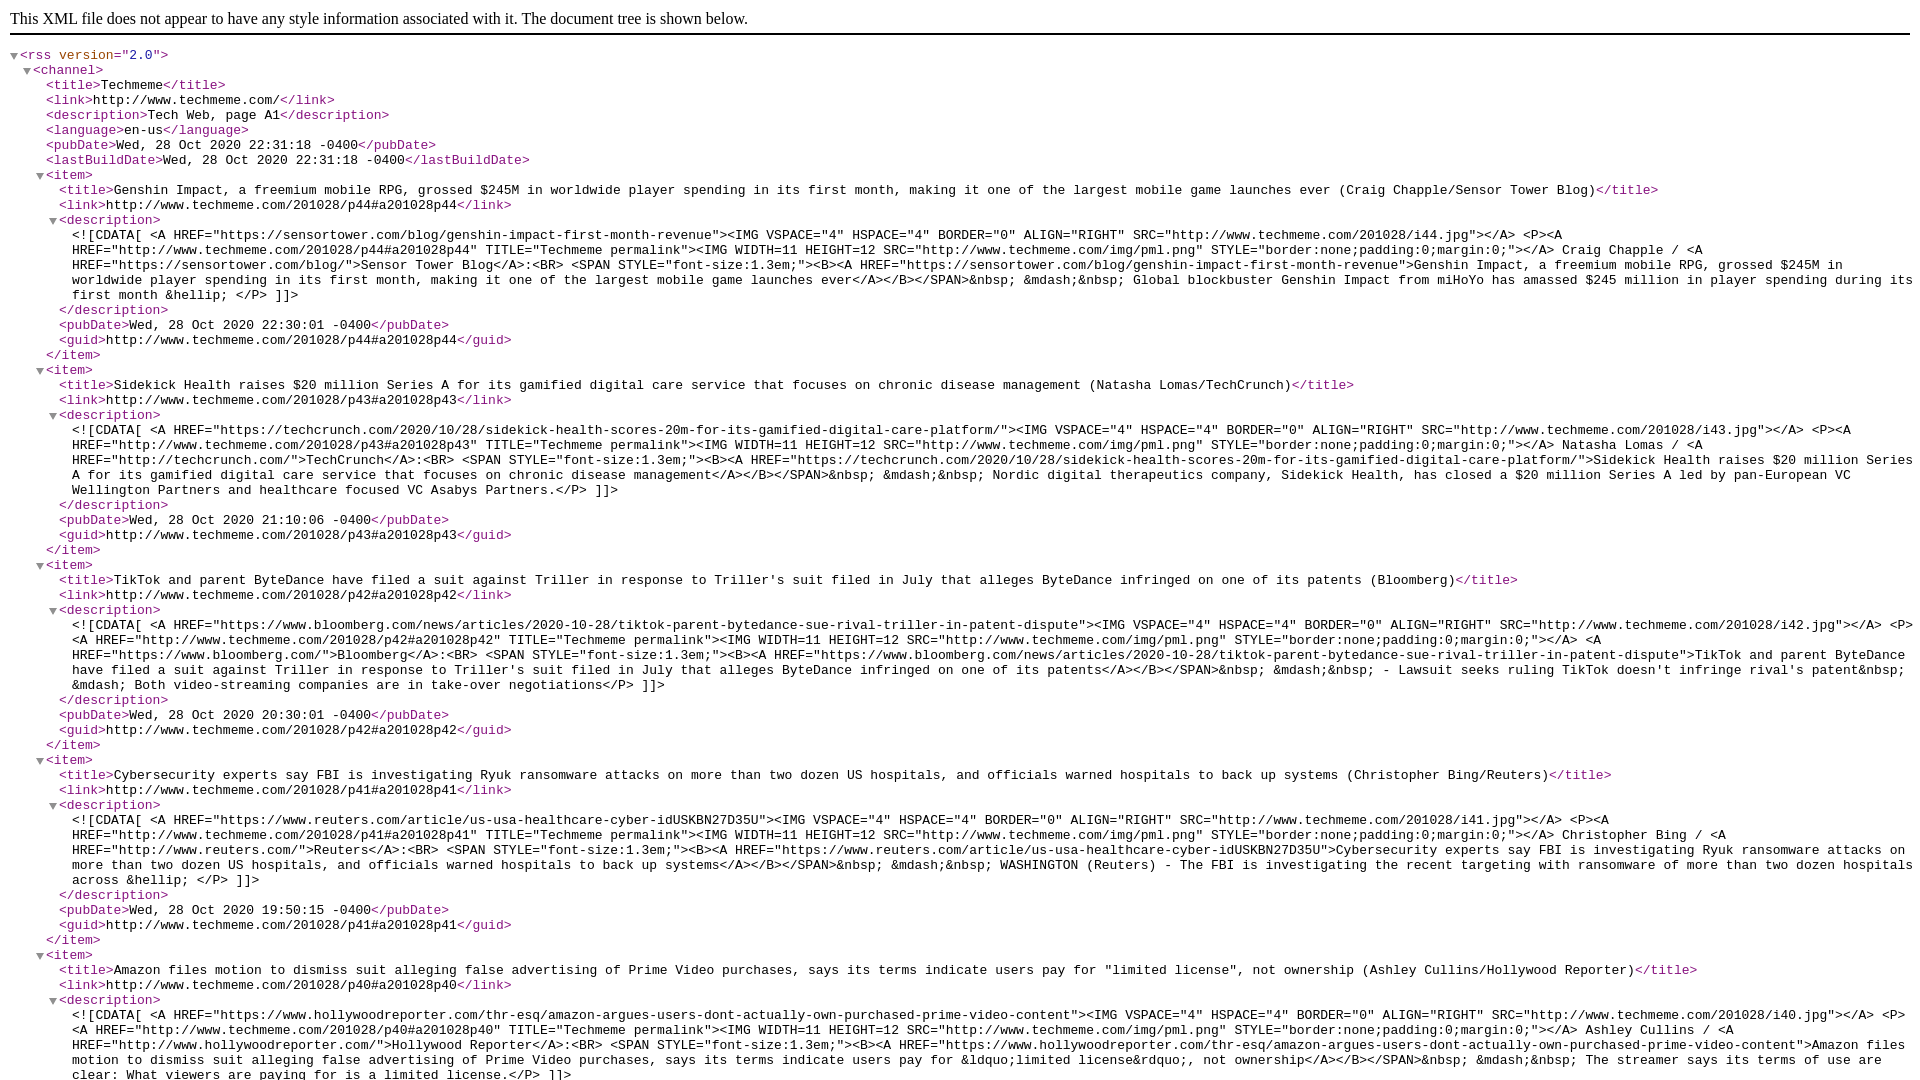 This XML file does not appear to have any style information associated with it. The document tree is shown below.
<rss version="2.0">
<channel>
<title>Techmeme</title>
<link>http://www.techmeme.com/</link>
<description>Tech Web, page A1</description>
<language>en-us</language>
<pubDate>Wed, 28 Oct 2020 22:31:18 -0400</pubDate>
<lastBuildDate>Wed, 28 Oct 2020 22:31:18 -0400</lastBuildDate>
<item>
<title>Genshin Impact, a freemium mobile RPG, grossed $245M in worldwide player spending in its first month, making it one of the largest mobile game launches ever (Craig Chapple/Sensor Tower Blog)</title>
<link>http://www.techmeme.com/201028/p44#a201028p44</link>
<description>
<![CDATA[ <A HREF="https://sensortower.com/blog/genshin-impact-first-month-revenue"><IMG VSPACE="4" HSPACE="4" BORDER="0" ALIGN="RIGHT" SRC="http://www.techmeme.com/201028/i44.jpg"></A> <P><A
HREF="http://www.techmeme.com/201028/p44#a201028p44" TITLE="Techmeme permalink"><IMG WIDTH=11 HEIGHT=12 SRC="http://www.techmeme.com/img/pml.png" STYLE="border:none;padding:0;margin:0;"></A> Craig Chapple / <A
HREF="https://sensortower.com/blog/">Sensor Tower Blog</A>:<BR> <SPAN STYLE="font-size:1.3em;"><B><A HREF="https://sensortower.com/blog/genshin-impact-first-month-revenue">Genshin Impact, a freemium mobile RPG, grossed $245M in
worldwide player spending in its first month, making it one of the largest mobile game launches ever</A></B></SPAN>&nbsp; &mdash;&nbsp; Global blockbuster Genshin Impact from miHoYo has amassed $245 million in player spending during its
first month &hellip; </P> ]]>
</description>
<pubDate>Wed, 28 Oct 2020 22:30:01 -0400</pubDate>
<guid>http://www.techmeme.com/201028/p44#a201028p44</guid>
</item>
<item>
<title>Sidekick Health raises $20 million Series A for its gamified digital care service that focuses on chronic disease management (Natasha Lomas/TechCrunch)</title>
<link>http://www.techmeme.com/201028/p43#a201028p43</link>
<description>
<![CDATA[ <A HREF="https://techcrunch.com/2020/10/28/sidekick-health-scores-20m-for-its-gamified-digital-care-platform/"><IMG VSPACE="4" HSPACE="4" BORDER="0" ALIGN="RIGHT" SRC="http://www.techmeme.com/201028/i43.jpg"></A> <P><A
HREF="http://www.techmeme.com/201028/p43#a201028p43" TITLE="Techmeme permalink"><IMG WIDTH=11 HEIGHT=12 SRC="http://www.techmeme.com/img/pml.png" STYLE="border:none;padding:0;margin:0;"></A> Natasha Lomas / <A
HREF="http://techcrunch.com/">TechCrunch</A>:<BR> <SPAN STYLE="font-size:1.3em;"><B><A HREF="https://techcrunch.com/2020/10/28/sidekick-health-scores-20m-for-its-gamified-digital-care-platform/">Sidekick Health raises $20 million Series
A for its gamified digital care service that focuses on chronic disease management</A></B></SPAN>&nbsp; &mdash;&nbsp; Nordic digital therapeutics company, Sidekick Health, has closed a $20 million Series A led by pan-European VC
Wellington Partners and healthcare focused VC Asabys Partners.</P> ]]>
</description>
<pubDate>Wed, 28 Oct 2020 21:10:06 -0400</pubDate>
<guid>http://www.techmeme.com/201028/p43#a201028p43</guid>
</item>
<item>
<title>TikTok and parent ByteDance have filed a suit against Triller in response to Triller's suit filed in July that alleges ByteDance infringed on one of its patents (Bloomberg)</title>
<link>http://www.techmeme.com/201028/p42#a201028p42</link>
<description>
<![CDATA[ <A HREF="https://www.bloomberg.com/news/articles/2020-10-28/tiktok-parent-bytedance-sue-rival-triller-in-patent-dispute"><IMG VSPACE="4" HSPACE="4" BORDER="0" ALIGN="RIGHT" SRC="http://www.techmeme.com/201028/i42.jpg"></A> <P>
<A HREF="http://www.techmeme.com/201028/p42#a201028p42" TITLE="Techmeme permalink"><IMG WIDTH=11 HEIGHT=12 SRC="http://www.techmeme.com/img/pml.png" STYLE="border:none;padding:0;margin:0;"></A> <A
HREF="https://www.bloomberg.com/">Bloomberg</A>:<BR> <SPAN STYLE="font-size:1.3em;"><B><A HREF="https://www.bloomberg.com/news/articles/2020-10-28/tiktok-parent-bytedance-sue-rival-triller-in-patent-dispute">TikTok and parent ByteDance
have filed a suit against Triller in response to Triller's suit filed in July that alleges ByteDance infringed on one of its patents</A></B></SPAN>&nbsp; &mdash;&nbsp; - Lawsuit seeks ruling TikTok doesn't infringe rival's patent&nbsp;
&mdash; Both video-streaming companies are in take-over negotiations</P> ]]>
</description>
<pubDate>Wed, 28 Oct 2020 20:30:01 -0400</pubDate>
<guid>http://www.techmeme.com/201028/p42#a201028p42</guid>
</item>
<item>
<title>Cybersecurity experts say FBI is investigating Ryuk ransomware attacks on more than two dozen US hospitals, and officials warned hospitals to back up systems (Christopher Bing/Reuters)</title>
<link>http://www.techmeme.com/201028/p41#a201028p41</link>
<description>
<![CDATA[ <A HREF="https://www.reuters.com/article/us-usa-healthcare-cyber-idUSKBN27D35U"><IMG VSPACE="4" HSPACE="4" BORDER="0" ALIGN="RIGHT" SRC="http://www.techmeme.com/201028/i41.jpg"></A> <P><A
HREF="http://www.techmeme.com/201028/p41#a201028p41" TITLE="Techmeme permalink"><IMG WIDTH=11 HEIGHT=12 SRC="http://www.techmeme.com/img/pml.png" STYLE="border:none;padding:0;margin:0;"></A> Christopher Bing / <A
HREF="http://www.reuters.com/">Reuters</A>:<BR> <SPAN STYLE="font-size:1.3em;"><B><A HREF="https://www.reuters.com/article/us-usa-healthcare-cyber-idUSKBN27D35U">Cybersecurity experts say FBI is investigating Ryuk ransomware attacks on
more than two dozen US hospitals, and officials warned hospitals to back up systems</A></B></SPAN>&nbsp; &mdash;&nbsp; WASHINGTON (Reuters) - The FBI is investigating the recent targeting with ransomware of more than two dozen hospitals
across &hellip; </P> ]]>
</description>
<pubDate>Wed, 28 Oct 2020 19:50:15 -0400</pubDate>
<guid>http://www.techmeme.com/201028/p41#a201028p41</guid>
</item>
<item>
<title>Amazon files motion to dismiss suit alleging false advertising of Prime Video purchases, says its terms indicate users pay for "limited license", not ownership (Ashley Cullins/Hollywood Reporter)</title>
<link>http://www.techmeme.com/201028/p40#a201028p40</link>
<description>
<![CDATA[ <A HREF="https://www.hollywoodreporter.com/thr-esq/amazon-argues-users-dont-actually-own-purchased-prime-video-content"><IMG VSPACE="4" HSPACE="4" BORDER="0" ALIGN="RIGHT" SRC="http://www.techmeme.com/201028/i40.jpg"></A> <P>
<A HREF="http://www.techmeme.com/201028/p40#a201028p40" TITLE="Techmeme permalink"><IMG WIDTH=11 HEIGHT=12 SRC="http://www.techmeme.com/img/pml.png" STYLE="border:none;padding:0;margin:0;"></A> Ashley Cullins / <A
HREF="http://www.hollywoodreporter.com/">Hollywood Reporter</A>:<BR> <SPAN STYLE="font-size:1.3em;"><B><A HREF="https://www.hollywoodreporter.com/thr-esq/amazon-argues-users-dont-actually-own-purchased-prime-video-content">Amazon files
motion to dismiss suit alleging false advertising of Prime Video purchases, says its terms indicate users pay for &ldquo;limited license&rdquo;, not ownership</A></B></SPAN>&nbsp; &mdash;&nbsp; The streamer says its terms of use are
clear: What viewers are paying for is a limited license.</P> ]]>